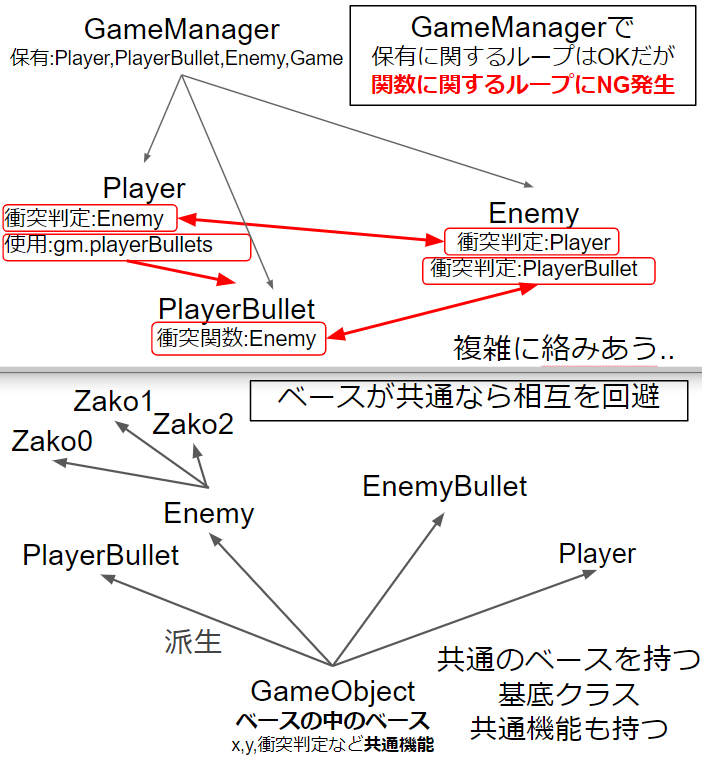 GameManager
保有:Player,PlayerBullet,Enemy,Game
GameManagerで
保有に関するループはOKだが
関数に関するループにNG発生
Player
衝突判定:Enemy
使用:gm.playerBullets
Enemy
衝突判定:Player
衝突判定:PlayerBullet
PlayerBullet
衝突関数:Enemy
複雑に絡みあう..
ベースが共通なら相互を回避
Zako1
Zako2
Zako0
Enemy
EnemyBullet
PlayerBullet
Player
派生
GameObject
ベースの中のベース
x,y,衝突判定など共通機能
共通のベースを持つ
基底クラス
共通機能も持つ